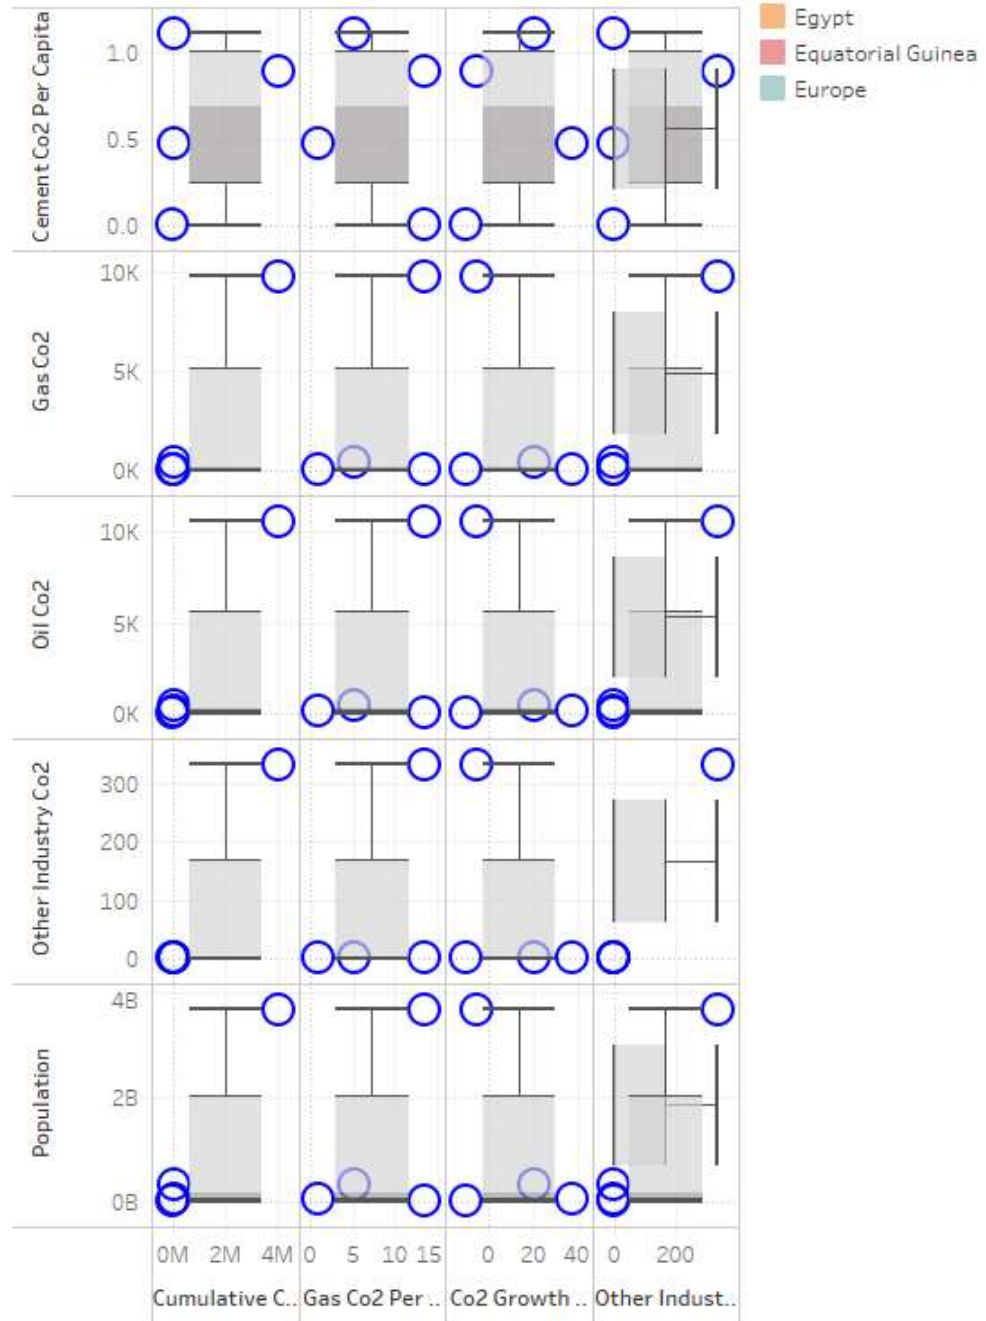 Egypt
Equatorial Guinea
Europe
Cement Co2 Per Capita
1.0
0.5
0.0
Gas Co2
10K
5K
0K
Oil Co2
10K
5K
0K
Other Industry Co2
300
200
100
0
Population
4B
2B
0B
0M 2M 4M 0 5 10 15 0 20 40 0 200
Cumulative C.. Gas Co2 Per .. Co2 Growth .. Other Indust..